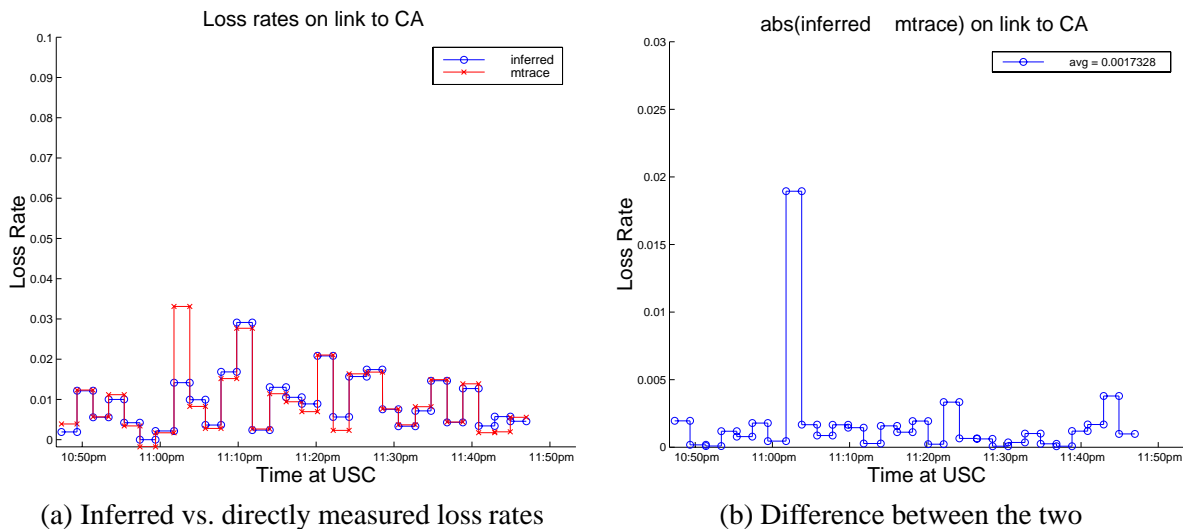 Loss rates on link to CA
0.1
0.09
0.08
0.07
0.06
0.05
0.04
0.03
0.02
0.01
0
Loss Rate
inferred
mtrace
10:50pm 11:00pm 11:10pm 11:20pm 11:30pm 11:40pm 11:50pm
Time at USC
(a) Inferred vs. directly measured loss rates
abs(inferred mtrace) on link to CA
0.03
0.025
0.02
0.015
0.01
0.005
0
Loss Rate
avg = 0.0017328
10:50pm 11:00pm 11:10pm 11:20pm 11:30pm 11:40pm 11:50pm
Time at USC
(b) Difference between the two